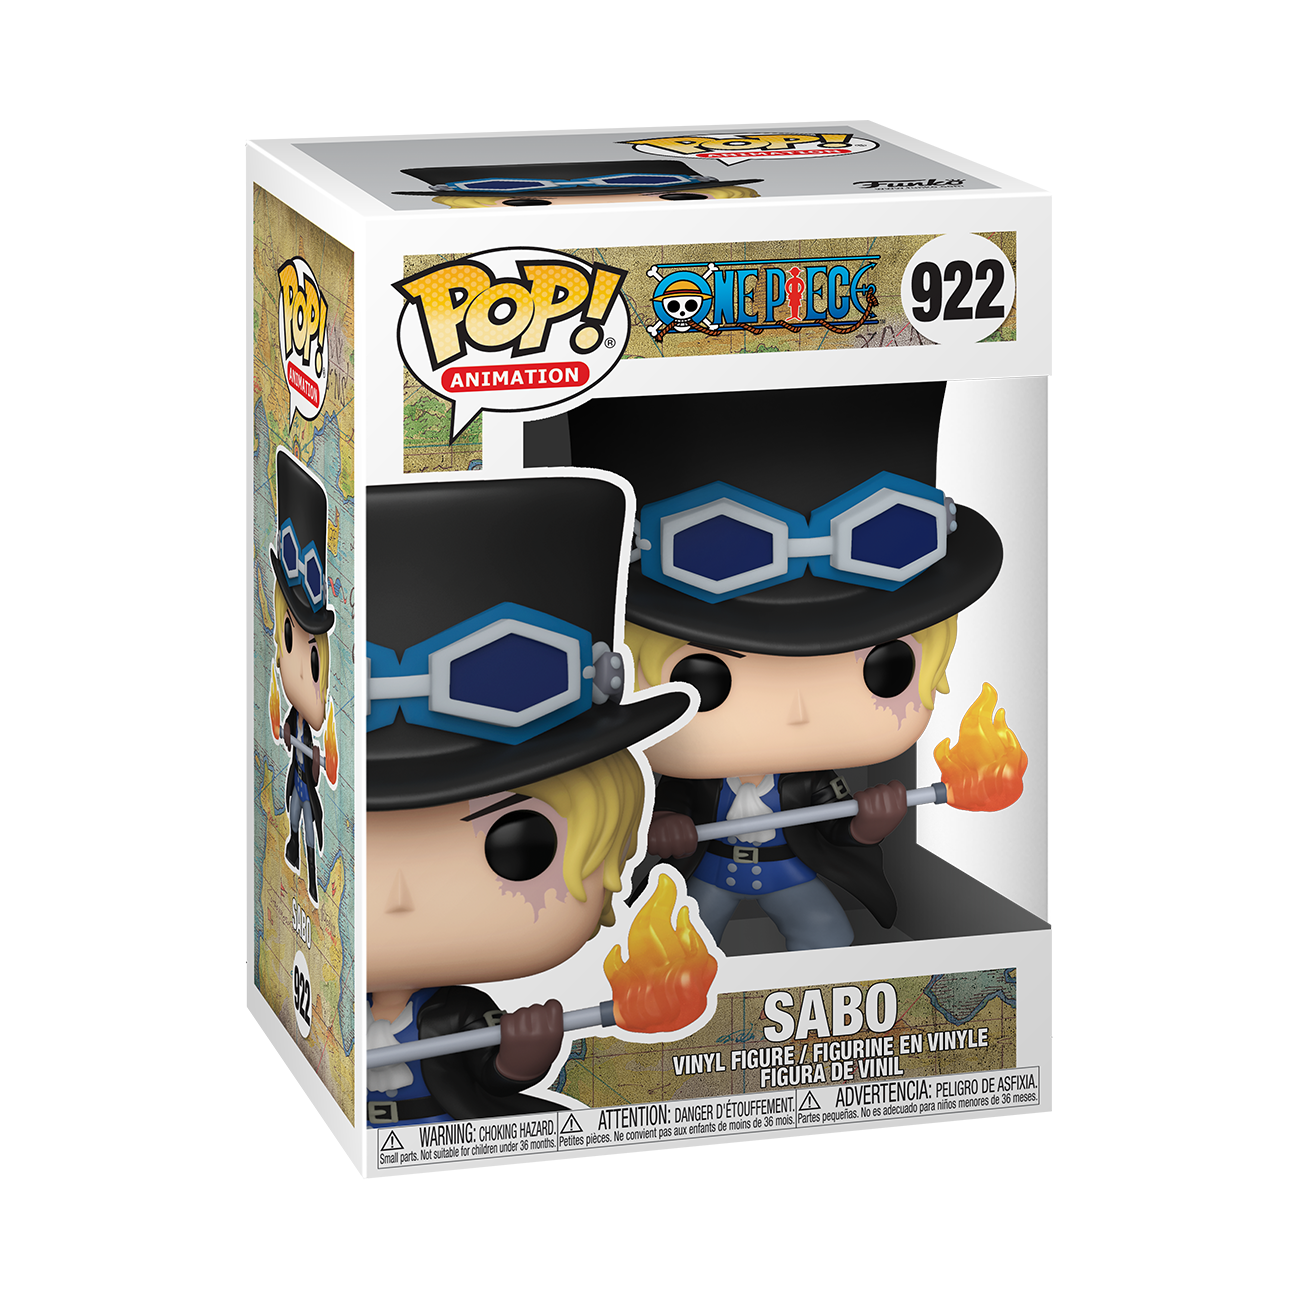 POP!
ANIMATION
Funko
POP!®
ANIMATION
ONE PIECE
922
POP!
ANIMATION
SABO
922
SABO
VINYL FIGURE / FIGURINE EN VINYLE
FIGURA DE VINIL
WARNING: CHOKING HAZARD.
Small parts. Not suitable for children under 36 months.
ATTENTION: DANGER D'ÉTOUFFEMENT.
Petites pièces. Ne convient pas aux enfants de moins de 36 mois.
ADVERTENCIA: PELIGRO DE ASFIXIA.
Partes pequeñas. No es adecuado para niños menores de 36 meses.